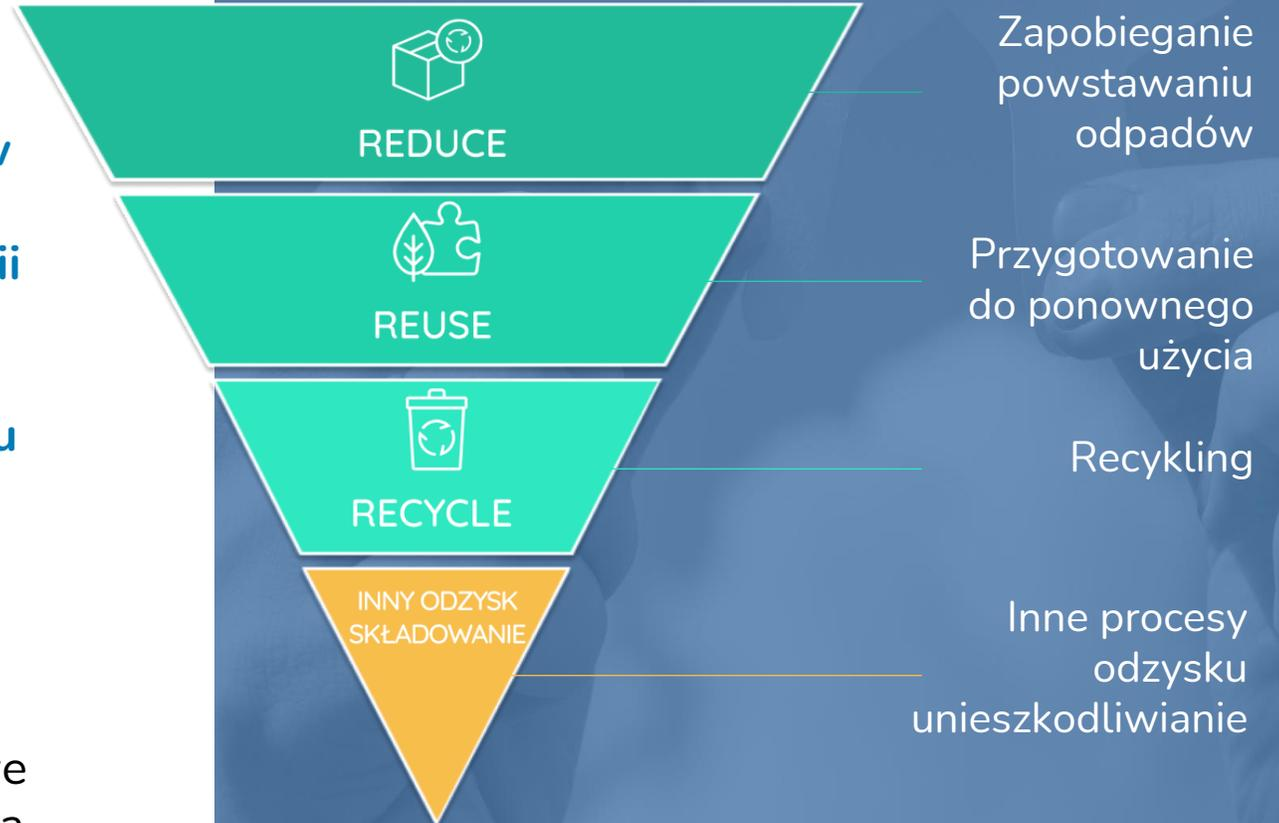 REDUCE
Zapobieganie
powstawaniu
odpadów
REUSE
Przygotowanie
do ponownego
użycia
RECYCLE
Recykling
INNY ODZYSK
SKŁADOWANIE
Inne procesy
odzysku
unieszkodliwianie